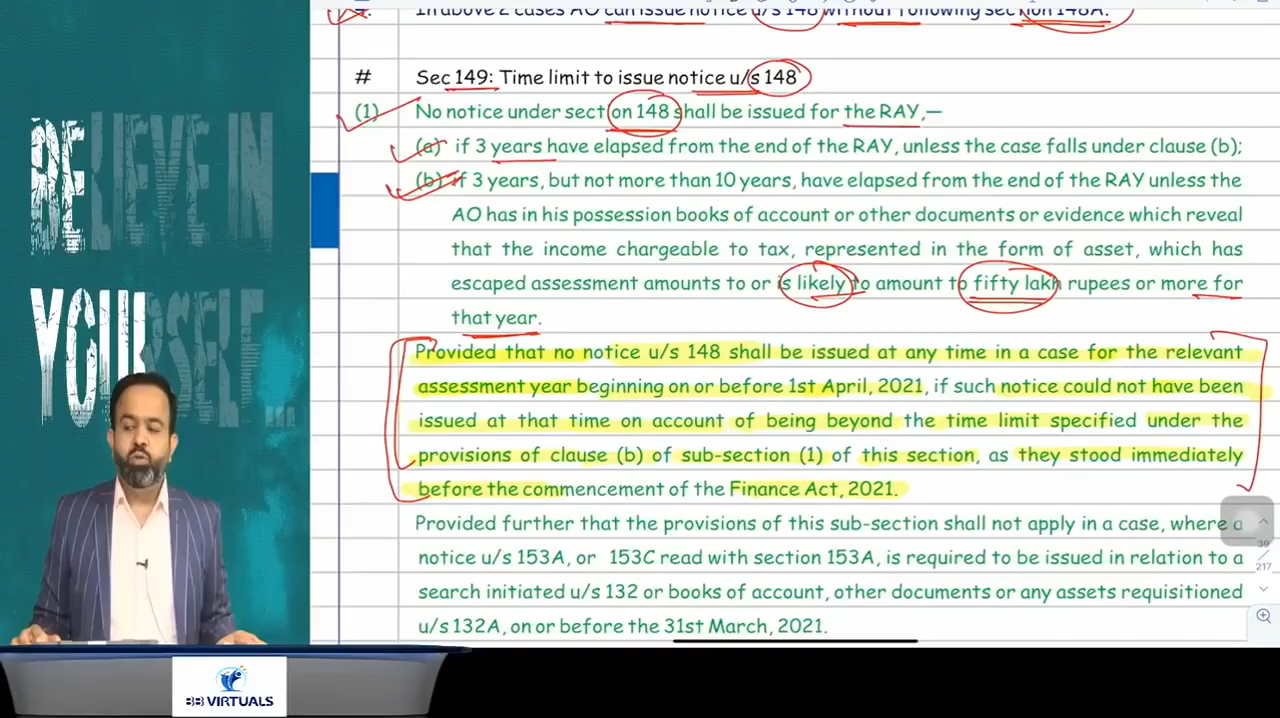 In above 2 cases AO can issue notice u/s 148 without following section 148A.
# Sec 149: Time limit to issue notice u/s 148
(1) No notice under section 148 shall be issued for the RAY,—
(a) if 3 years have elapsed from the end of the RAY, unless the case falls under clause (b);
(b) if 3 years, but not more than 10 years, have elapsed from the end of the RAY unless the
AO has in his possession books of account or other documents or evidence which reveal
that the income chargeable to tax, represented in the form of asset, which has
escaped assessment amounts to or is likely to amount to fifty lakh rupees or more for
that year.
Provided that no notice u/s 148 shall be issued at any time in a case for the relevant
assessment year beginning on or before 1st April, 2021, if such notice could not have been
issued at that time on account of being beyond the time limit specified under the
provisions of clause (b) of sub-section (1) of this section, as they stood immediately
before the commencement of the Finance Act, 2021.
Provided further that the provisions of this sub-section shall not apply in a case, where a
notice u/s 153A, or 153C read with section 153A, is required to be issued in relation to a
search initiated u/s 132 or books of account, other documents or any assets requisitioned
u/s 132A, on or before the 31st March, 2021.
39
217
BELIEVE IN
YOURSELF...
BB VIRTUALS